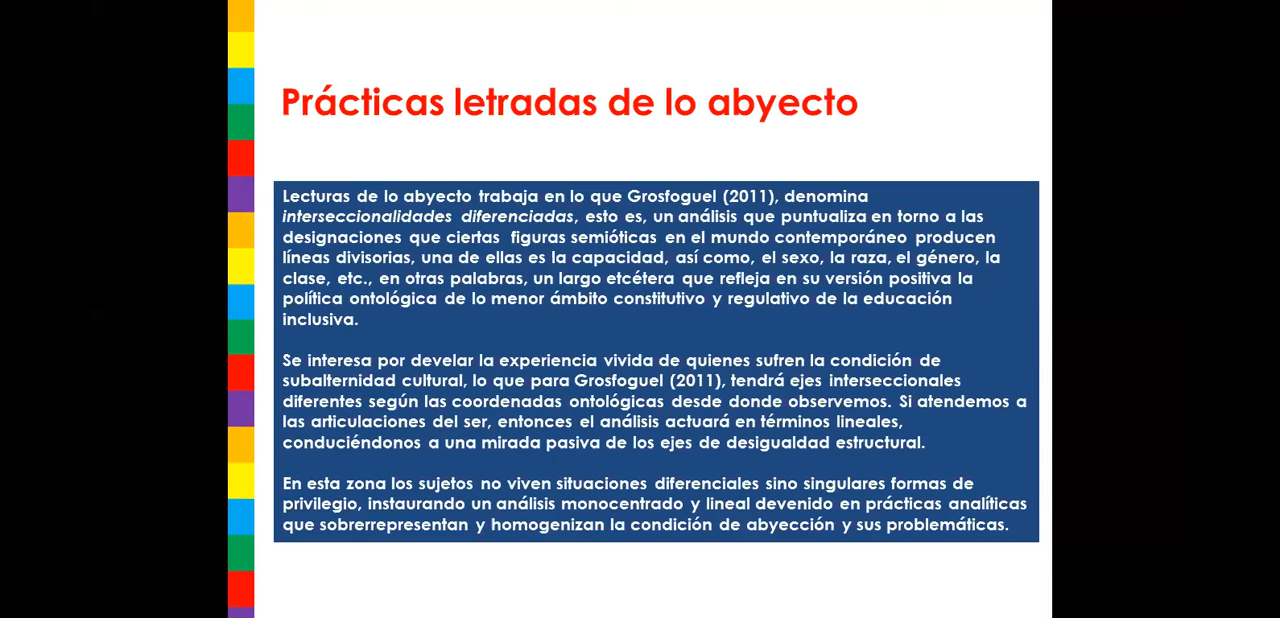 Prácticas letradas de lo abyecto
Lecturas de lo abyecto trabaja en lo que Grosfoguel (2011), denomina
interseccionalidades diferenciadas, esto es, un análisis que puntualiza en torno a las
designaciones que ciertas figuras semióticas en el mundo contemporáneo producen
líneas divisorias, una de ellas es la capacidad, así como, el sexo, la raza, el género, la
clase, etc., en otras palabras, un largo etcétera que refleja en su versión positiva la
política ontológica de lo menor ámbito constitutivo y regulativo de la educación
inclusiva.
Se interesa por develar la experiencia vivida de quienes sufren la condición de
subalternidad cultural, lo que para Grosfoguel (2011), tendrá ejes interseccionales
diferentes según las coordenadas ontológicas desde donde observemos. Si atendemos a
las articulaciones del ser, entonces el análisis actuará en términos lineales,
conduciéndonos a una mirada pasiva de los ejes de desigualdad estructural.
En esta zona los sujetos no viven situaciones diferenciales sino singulares formas de
privilegio, instaurando un análisis monocentrado y lineal devenido en prácticas analíticas
que sobrerrepresentan y homogenizan la condición de abyección y sus problemáticas.